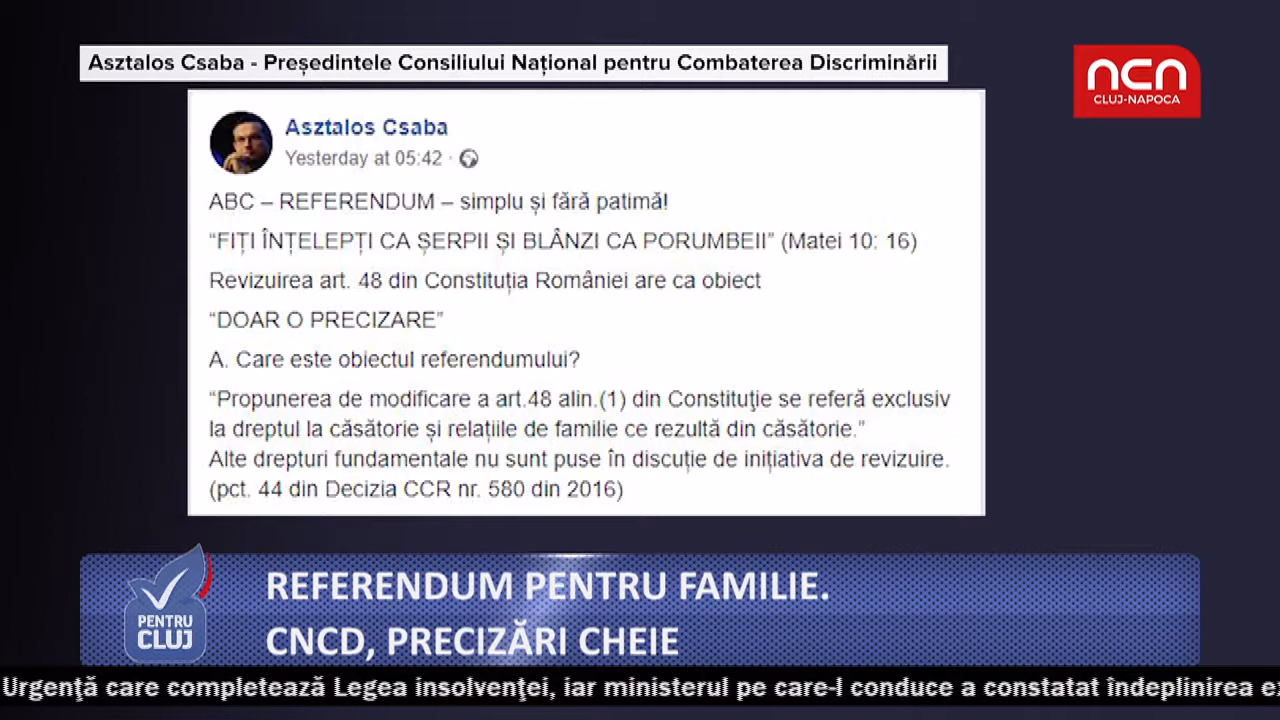 Asztalos Csaba - Președintele Consiliului Național pentru Combaterea Discriminării
ncn
CLUJ-NAPOCA
Asztalos Csaba
Yesterday at 05:42 ·
ABC – REFERENDUM – simplu și fără patimă!
“FIȚI ÎNȚELEPȚI CA ȘERPII ȘI BLÂNZI CA PORUMBEII” (Matei 10: 16)
Revizuirea art. 48 din Constituția României are ca obiect
“DOAR O PRECIZARE”
A. Care este obiectul referendumului?
“Propunerea de modificare a art.48 alin.(1) din Constituţie se referă exclusiv
la dreptul la căsătorie și relațiile de familie ce rezultă din căsătorie.”
Alte drepturi fundamentale nu sunt puse în discuție de inițiativa de revizuire.
(pct. 44 din Decizia CCR nr. 580 din 2016)
PENTRU
CLUJ
REFERENDUM PENTRU FAMILIE.
CNCD, PRECIZĂRI CHEIE
Urgenţă care completează Legea insolvenţei, iar ministerul pe care-l conduce a constatat îndeplinirea